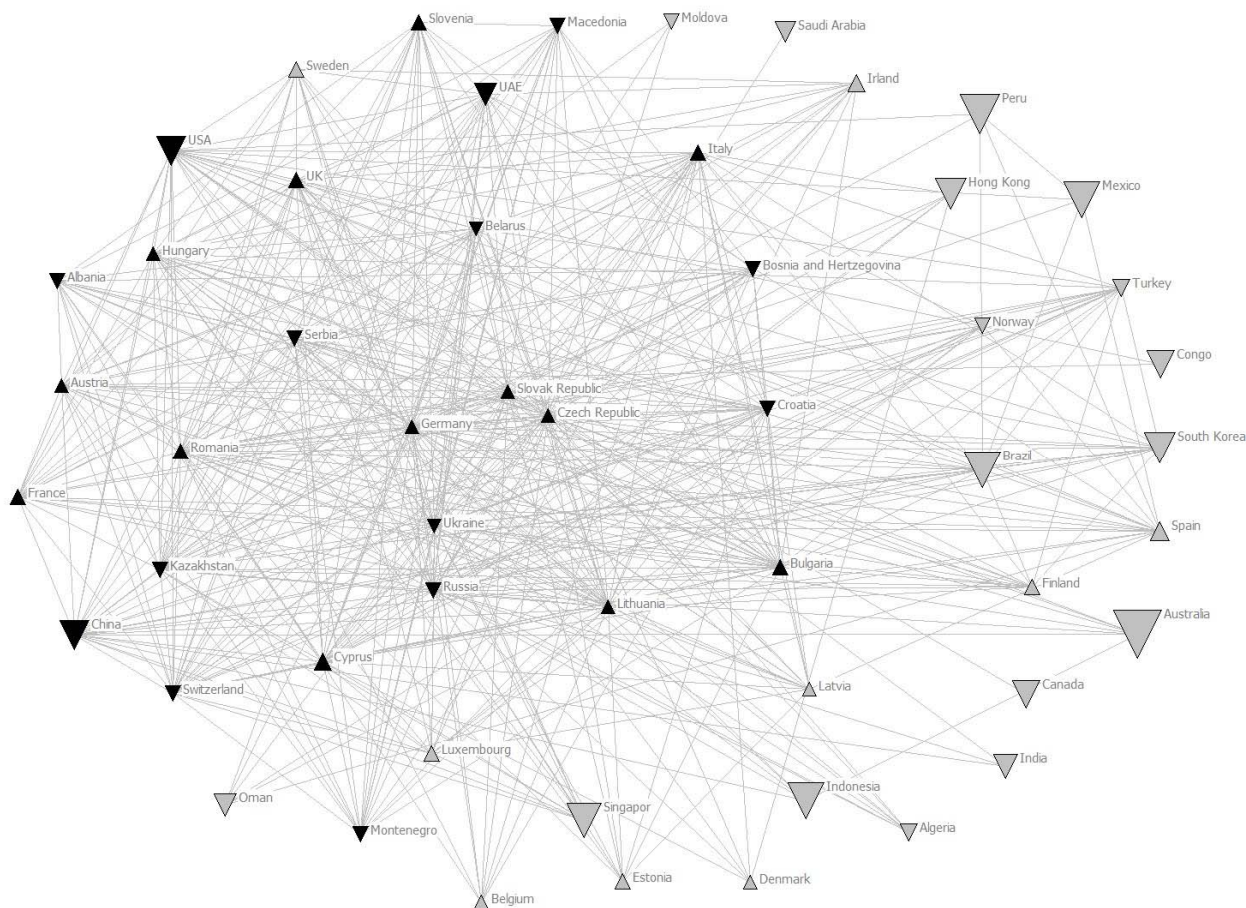 Slovenia
Macedonia
Moldova
Saudi Arabia
Sweden
UAE
Irland
Peru
USA
Italy
UK
Hong Kong
Mexico
Belarus
Hungary
Albania
Bosnia and Hertzegovina
Turkey
Norway
Serbia
Congo
Austria
Slovak Republic
Czech Republic
Croatia
Germany
South Korea
Romania
Brazil
France
Ukraine
Spain
Kazakhstan
Bulgaria
Russia
Finland
Lithuania
China
Australia
Cyprus
Switzerland
Latvia
Canada
Luxembourg
India
Oman
Singapor
Indonesia
Montenegro
Algeria
Estonia
Denmark
Belgium